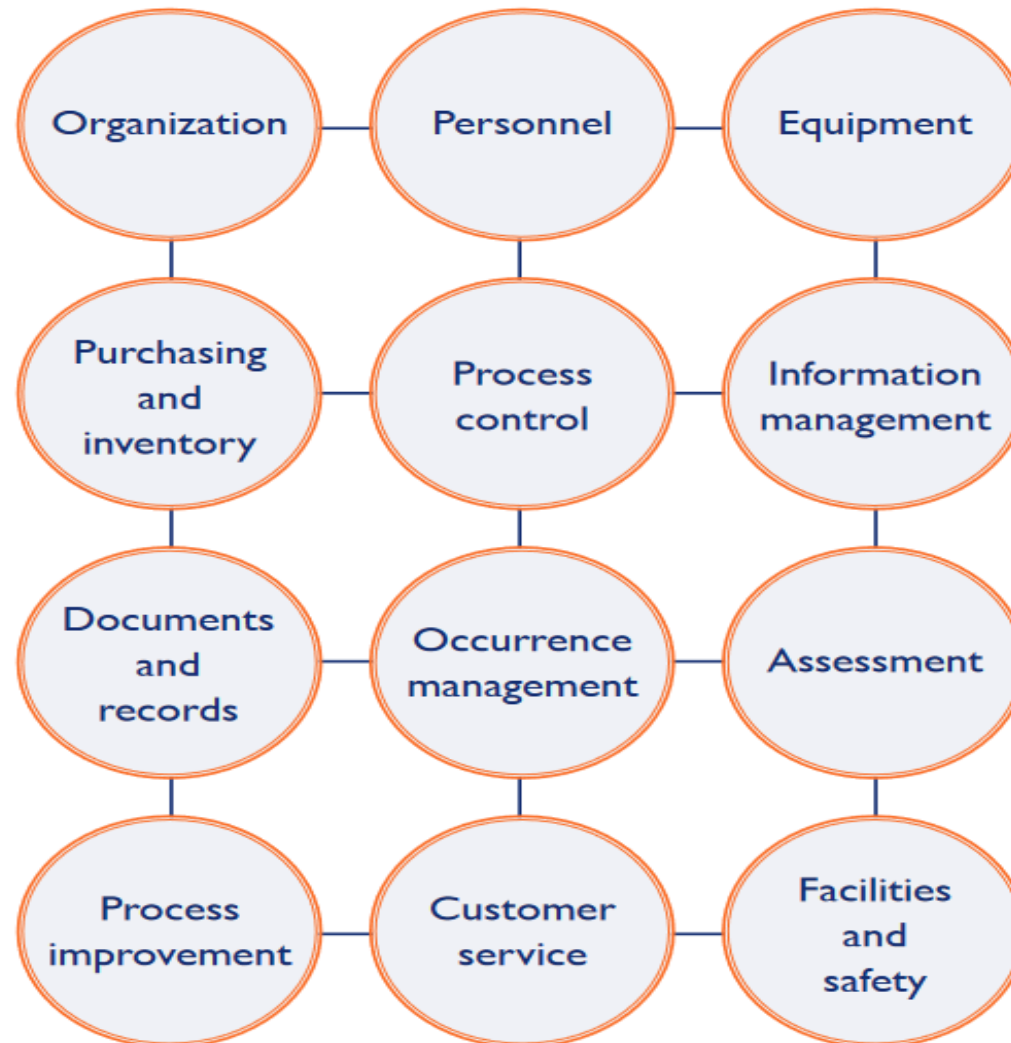 Organization
Personnel
Equipment
Purchasing
and
inventory
Process
control
Information
management
Documents
and
records
Occurrence
management
Assessment
Process
improvement
Customer
service
Facilities
and
safety